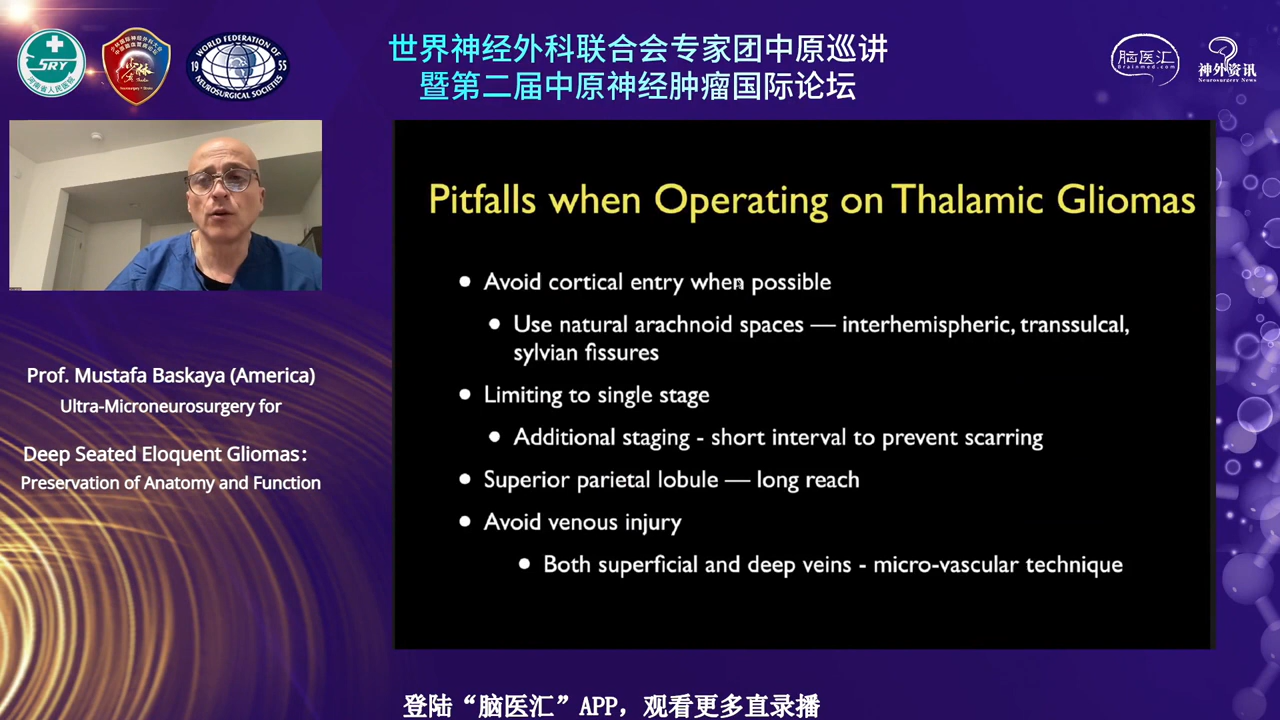 SRY
WORLD FEDERATION OF
1955
NEUROSURGICAL SOCIETIES
世界神经外科联合会专家团中原巡讲
暨第二届中原神经肿瘤国际论坛
脑医汇
Brainmed.com
神外资讯
Neurosurgery News
Prof. Mustafa Baskaya (America)
Ultra-Microneurosurgery for
Deep Seated Eloquent Gliomas：
Preservation of Anatomy and Function
Pitfalls when Operating on Thalamic Gliomas
• Avoid cortical entry when possible
• Use natural arachnoid spaces — interhemispheric, transsulcal,
sylvian fissures
• Limiting to single stage
• Additional staging - short interval to prevent scarring
• Superior parietal lobule — long reach
• Avoid venous injury
• Both superficial and deep veins - micro-vascular technique
登陆“脑医汇”APP，观看更多直录播